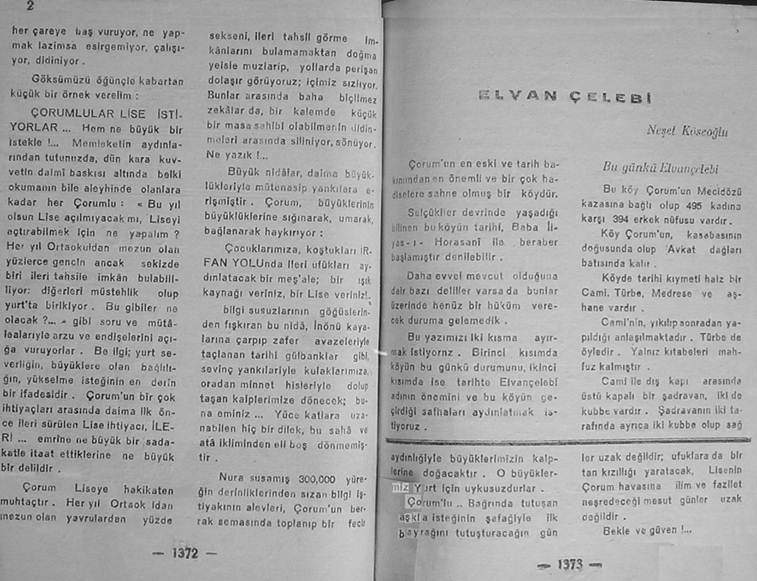 2
her çareye baş vuruyor, ne yap-
mak lazimsa esirgemiyor, çalışı-
yor, didiniyor .
Göksümüzü öğünçle kabartan
küçük bir örnek verelim :
ÇORUMLULAR LİSE İSTİ-
YORLAR ... Hem ne büyük bir
istekle !... Memleketin aydınla-
rından tutunuzda, dün kara kuv-
vetin daimi baskısı altında belki
okumanın bile aleyhinde olanlara
kadar her Çorumlu : « Bu yıl
olsun Lise açılmıyacak mı, Liseyi
açtırabilmek için ne yapalım ?
Her yıl Ortaokuldan mezun olan
yüzlerce gencin ancak sekizde
biri ileri tahsile imkân bulabili-
liyor: diğerleri müstehlik olup
yurt'ta birikiyor . Bu gibiler ne
olacak ?... » gibi soru ve mütâ-
lealariyle arzu ve endişelerini açı-
ğa vuruyorlar . Be ilgi; yurt se-
verliğin, büyüklere olan bağlılı-
ğın, yükselme isteğinin en derin
bir ifadesidir . Çorum'un bir çok
ihtiyaçları arasında daima ilk ön-
ce ileri sürülen Lise ihtiyacı, İLE-
Rİ ... emrine ne büyük bir sada-
katle itaat ettiklerine ne büyük
bir delildir .
Çorum Liseye hakikaten
muhtaçtır . Her yıl Ortaok ldan
mezun olan yavrulardan yüzde
sekseni, ileri tahsil görme im-
kânlarını bulamamaktan doğma
yeisle muzlarip, yollarda perişan
dolaşır görüyoruz; içimiz sızlıyor.
Bunlar arasında baha biçilmez
zekâlar da, bir kalemde küçük
bir masa sahibi olabilmenin didin-
meleri arasında siliniyor, sönüyor.
Ne yazık !...
Büyük nidâlar, daima büyük-
lükleriyle mütenasip yankılara e-
rişmiştir . Çorum, büyüklerinin
büyüklüklerine sığınarak, umarak,
bağlanarak haykırıyor :
Çocuklarımıza, koştukları İR-
FAN YOLUnda ileri ufukları ay-
dınlatacak bir meş'ale; bir ışık
kaynağı veriniz, bir Lise veriniz!.
bilgi susuzlarının göğüslerin-
den fışkıran bu nidâ, İnönü kaya-
larına çarpıp zafer avazeleriyle
taçlanan tarihi gülbanklar gibi,
sevinç yankılariyle kulaklarımıza,
oradan minnet hisleriyle dolup
taşan kalplerimize dönecek; bu-
na eminiz ... Yüce katlara uza-
nabilen hiç bir dilek, bu sahâ ve
atâ ikliminden eli boş dönmemiş-
tir .
Nura susamış 300,000 yüre-
ğin derinliklerinden sızan bilgi iş-
tiyakının alevleri, Çorum'un ber-
rak semasında toplanıp bir fecir
— 1372 —
ELVAN ÇELEBİ
Neşet Köseoğlu
Çorum'un en eski ve tarih ba-
kımından en önemli ve bir çok ha-
diselere sahne olmuş bir köydür.
Selçukîler devrinde yaşadığı
bilinen bu köyün tarihi, Baba İl-
yas - ı - Horasanî ile beraber
başlamıştır denilebilir .
Daha evvel mevcut olduğuna
dair bazı deliller varsa da bunlar
üzerinde henüz bir hüküm vere-
cek duruma gelemedik .
Bu yazımızı iki kısma ayır-
mak istiyoruz . Birinci kısımda
köyün bu günkü durumunu, ikinci
kısımda ise tarihte Elvançelebi
adının önemini ve bu köyün ge-
çirdiği safhaları aydınlatmak is-
tiyoruz .
Bu günkü Elvançelebi
Bu köy Çorum'un Mecidözü
kazasına bağlı olup 495 kadına
karşı 394 erkek nüfusu vardır .
Köy Çorum'un, kasabasının
doğusunda olup Avkat dağları
batısında kalır .
Köyde tarihi kıymeti haiz bir
Cami, Türbe, Medrese ve aş-
hane vardır .
Cami'nin, yıkılıp sonradan ya-
pıldığı anlaşılmaktadır . Türbe de
öyledir . Yalnız kitabeleri mah-
fuz kalmıştır .
Cami ile dış kapı arasında
üstü kapalı bir şadravan, iki de
kubbe vardır . Şadravanın iki ta-
rafında ayrıca iki kubbe olup sağ
aydınlığiyle büyüklerimizin kalp-
lerine doğacaktır . O büyükler-
miz Yurt için uykusuzdurlar .
Çorum'lu .. Bağrında tutuşan
aşkla isteğinin şafağiyle ilk
bayrağını tutuşturacağın gün
ler uzak değildir; ufuklara da bir
tan kızıllığı yaratacak, Lisenin
Çorum havasına ilim ve fazilet
neşredeceği mesut günler uzak
değildir .
Bekle ve güven !...
— 1373 —